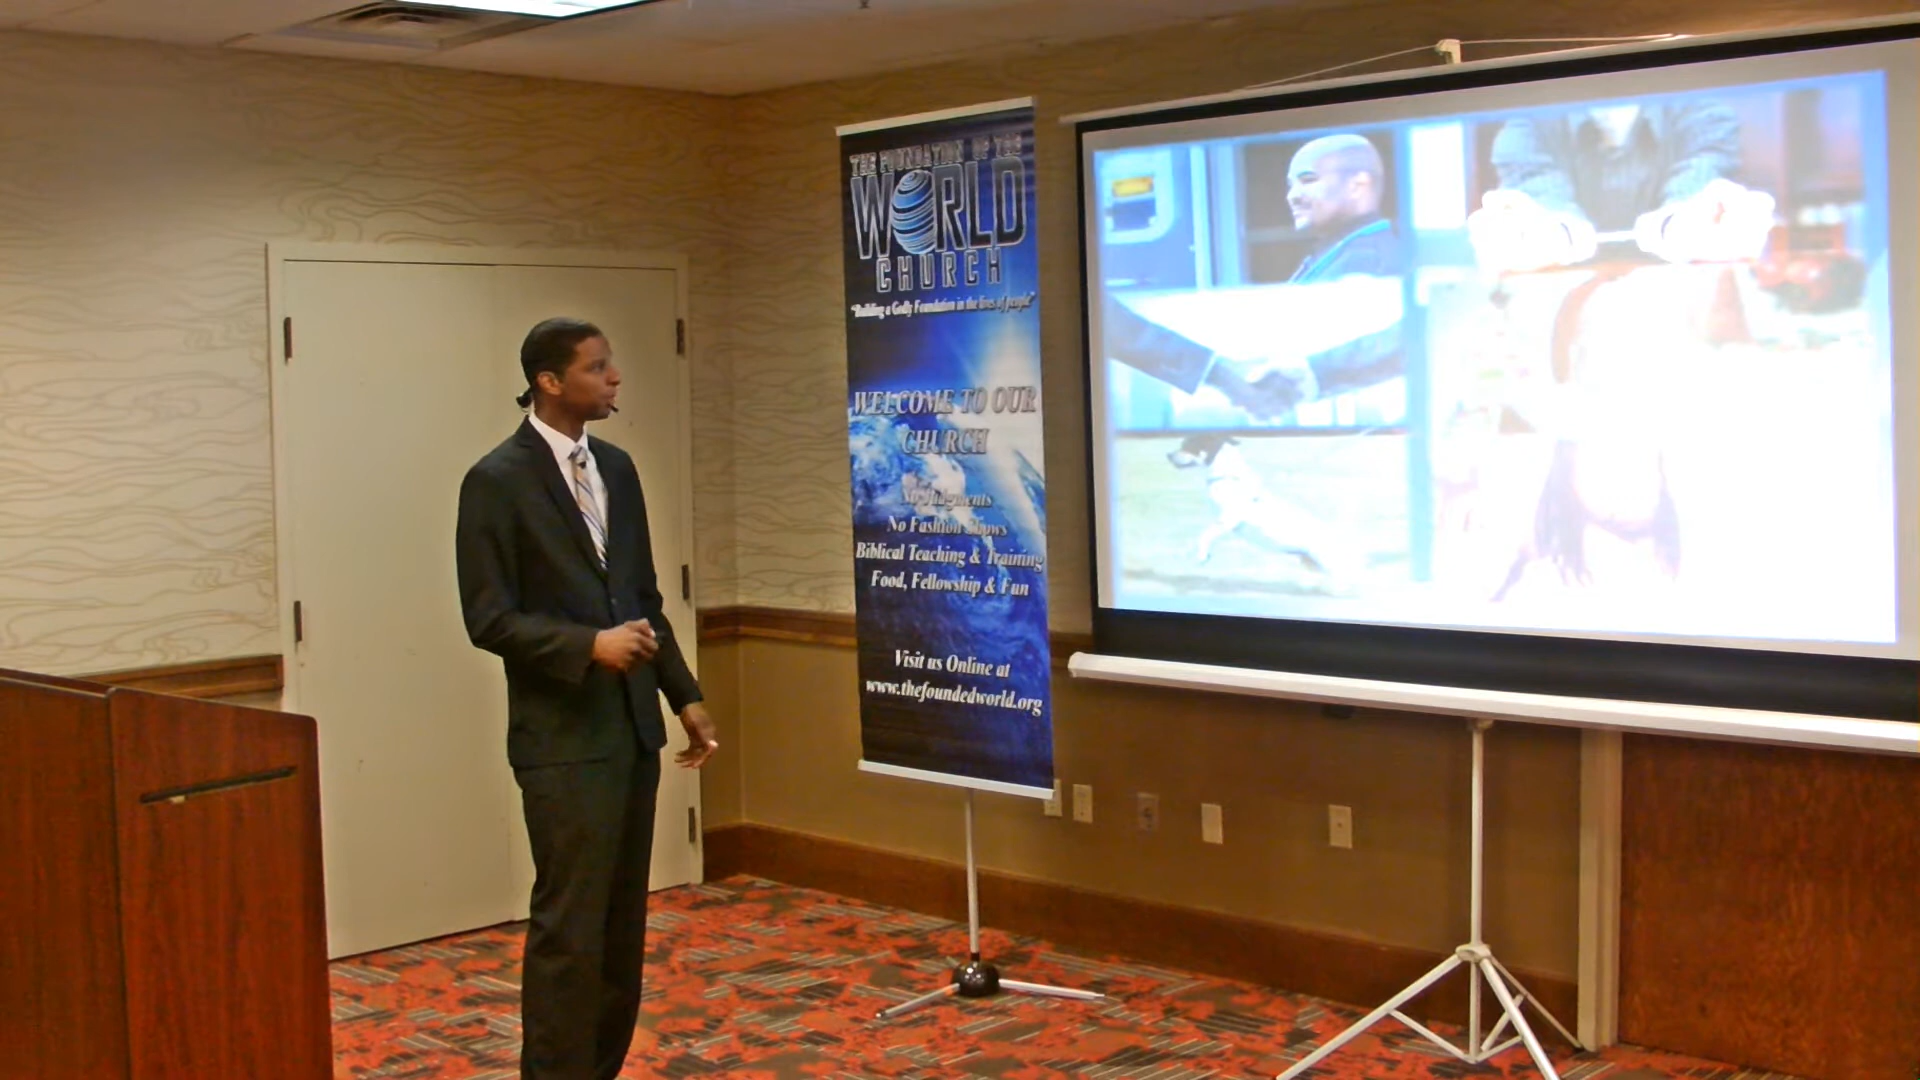 THE FOUNDATION OF THE
WORLD
CHURCH
"Building a Godly Foundation in the lives of people"
WELCOME TO OUR
CHURCH
No Judgments
No Fashion Shows
Biblical Teaching & Training
Food, Fellowship & Fun
Visit us Online at
www.thefoundedworld.org